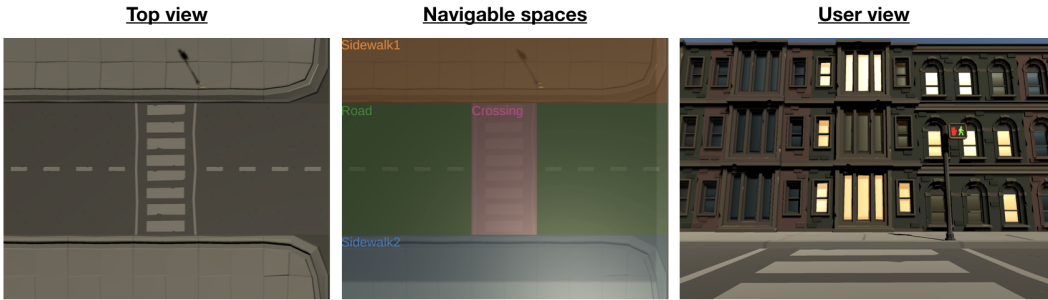 Top view
Navigable spaces
User view
Sidewalk1
Road
Crossing
Sidewalk2